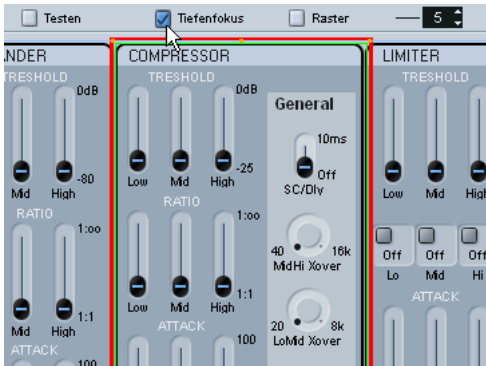 Testen Tiefenfokus Raster 5
NDER COMPRESSOR LIMITER
TRESHOLD TRESHOLD TRESHOLD
0dB 0dB
General
10ms
-80 -25 Off
Mid High Low Mid High SC/Dly Low Mid High
RATIO RATIO
1:oo 1:oo
40 16k Off Off Off
MidHi Xover Lo Mid Hi
1:1 1:1
Mid High Low Mid High ATTACK
20 8k
ATTACK ATTACK LoMid Xover
100 100